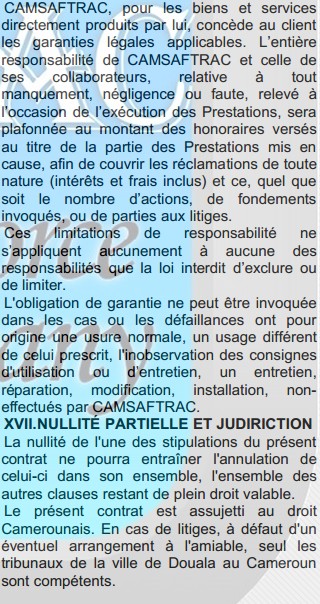 CAMSAFTRAC, pour les biens et services
directement produits par lui, concède au client
les garanties légales applicables. L'entière
responsabilité de CAMSAFTRAC et celle de
ses collaborateurs, relative à tout
manquement, négligence ou faute, relevé à
l'occasion de l'exécution des Prestations, sera
plafonnée au montant des honoraires versés
au titre de la partie des Prestations mis en
cause, afin de couvrir les réclamations de toute
nature (intérêts et frais inclus) et ce, quel que
soit le nombre d'actions, de fondements
invoqués, ou de parties aux litiges.
Ces limitations de responsabilité ne
s'appliquent aucunement à aucune des
responsabilités que la loi interdit d'exclure ou
de limiter.
L'obligation de garantie ne peut être invoquée
dans les cas ou les défaillances ont pour
origine une usure normale, un usage différent
de celui prescrit, l'inobservation des consignes
d'utilisation ou d'entretien, un entretien,
réparation, modification, installation, non-
effectués par CAMSAFTRAC.
XVII.NULLITÉ PARTIELLE ET JUDIRICTION
La nullité de l'une des stipulations du présent
contrat ne pourra entraîner l'annulation de
celui-ci dans son ensemble, l'ensemble des
autres clauses restant de plein droit valable.
Le présent contrat est assujetti au droit
Camerounais. En cas de litiges, à défaut d'un
éventuel arrangement à l'amiable, seul les
tribunaux de la ville de Douala au Cameroun
sont compétents.